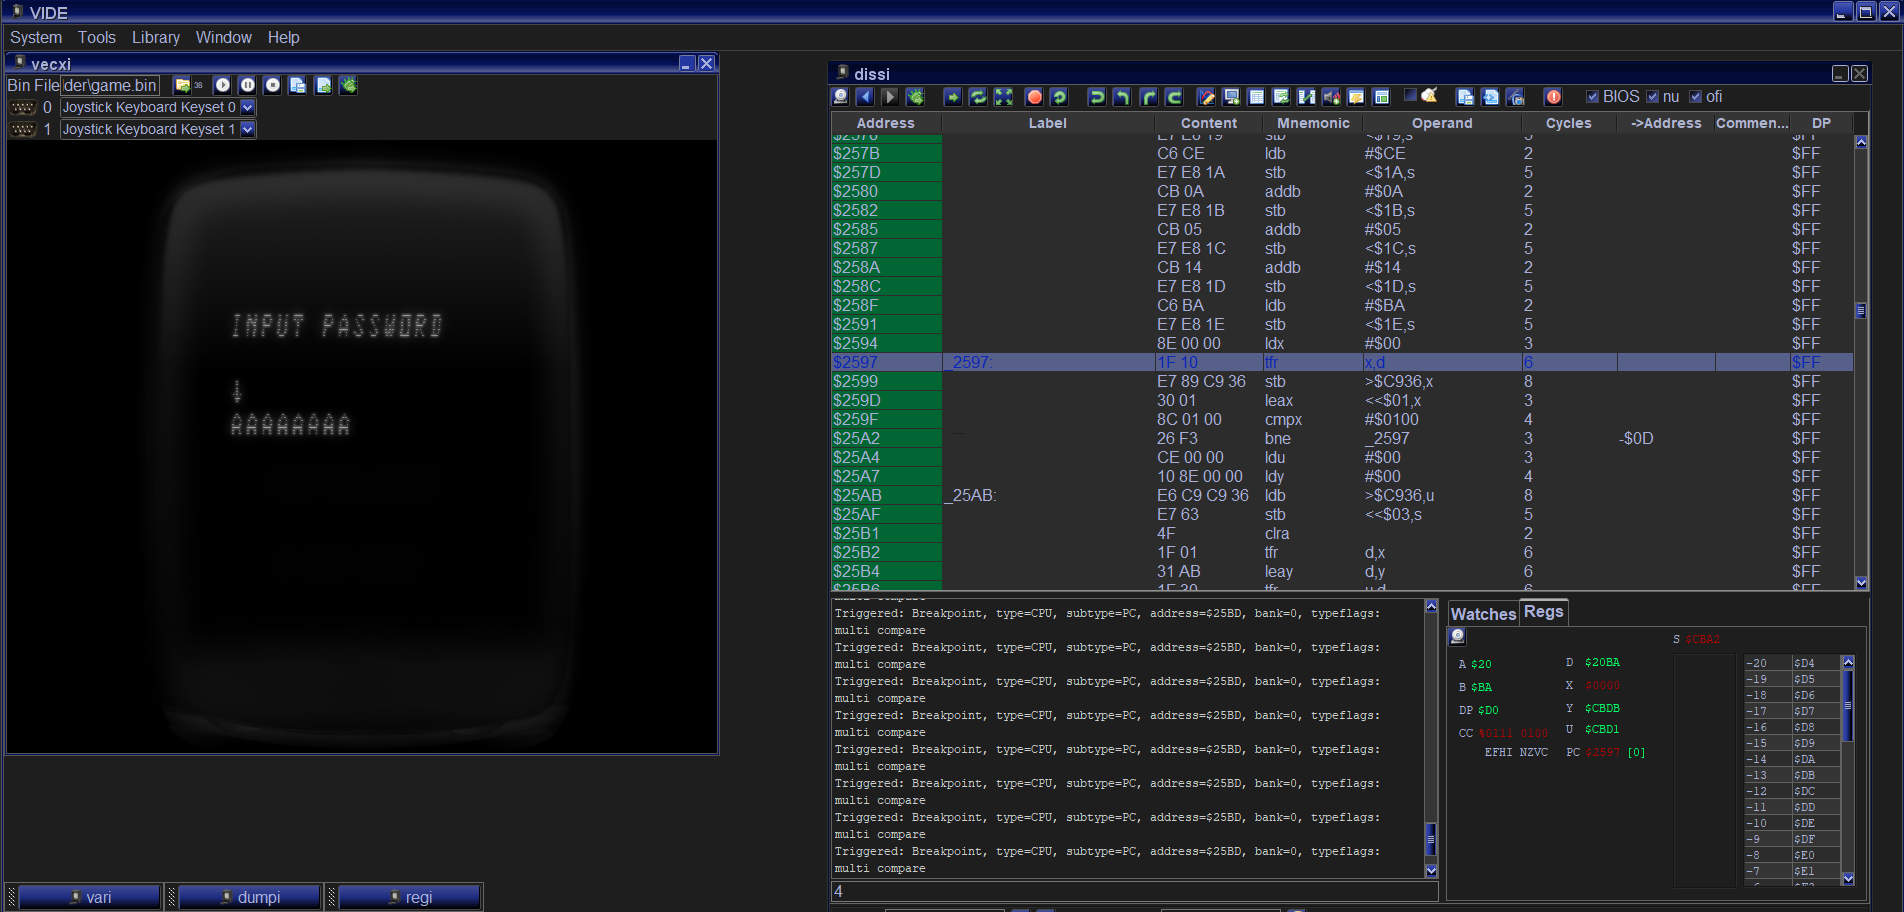 VIDE
System Tools Library Window Help
vecxi
Bin File der\game.bin 38
0 Joystick Keyboard Keyset 0
1 Joystick Keyboard Keyset 1
INPUT PASSWORD
↓
AAAAAAAA
vari dumpi regi
dissi
BIOS nu ofi
Address Label Content Mnemonic Operand Cycles ->Address Commen... DP
$257B C6 CE ldb #$CE 2 $FF
$257D E7 E8 1A stb <$1A,s 5 $FF
$2580 CB 0A addb #$0A 2 $FF
$2582 E7 E8 1B stb <$1B,s 5 $FF
$2585 CB 05 addb #$05 2 $FF
$2587 E7 E8 1C stb <$1C,s 5 $FF
$258A CB 14 addb #$14 2 $FF
$258C E7 E8 1D stb <$1D,s 5 $FF
$258F C6 BA ldb #$BA 2 $FF
$2591 E7 E8 1E stb <$1E,s 5 $FF
$2594 8E 00 00 ldx #$00 3 $FF
$2597 _2597: 1F 10 tfr x,d 6 $FF
$2599 E7 89 C9 36 stb >$C936,x 8 $FF
$259D 30 01 leax <<$01,x 3 $FF
$259F 8C 01 00 cmpx #$0100 4 $FF
$25A2 26 F3 bne _2597 3 -$0D $FF
$25A4 CE 00 00 ldu #$00 3 $FF
$25A7 10 8E 00 00 ldy #$00 4 $FF
$25AB _25AB: E6 C9 C9 36 ldb >$C936,u 8 $FF
$25AF E7 63 stb <<$03,s 5 $FF
$25B1 4F clra 2 $FF
$25B2 1F 01 tfr d,x 6 $FF
$25B4 31 AB leay d,y 6 $FF
Triggered: Breakpoint, type=CPU, subtype=PC, address=$25BD, bank=0, typeflags:
multi compare
Triggered: Breakpoint, type=CPU, subtype=PC, address=$25BD, bank=0, typeflags:
multi compare
Triggered: Breakpoint, type=CPU, subtype=PC, address=$25BD, bank=0, typeflags:
multi compare
Triggered: Breakpoint, type=CPU, subtype=PC, address=$25BD, bank=0, typeflags:
multi compare
Triggered: Breakpoint, type=CPU, subtype=PC, address=$25BD, bank=0, typeflags:
multi compare
Triggered: Breakpoint, type=CPU, subtype=PC, address=$25BD, bank=0, typeflags:
multi compare
Triggered: Breakpoint, type=CPU, subtype=PC, address=$25BD, bank=0, typeflags:
multi compare
Triggered: Breakpoint, type=CPU, subtype=PC, address=$25BD, bank=0, typeflags:
multi compare
4
Watches Regs
S $CBA2
A $20 D $20BA
B $BA X $0000
DP $D0 Y $CBDB
CC %0111 0100 U $CBD1
EFHI NZVC PC $2597 [0]
-20 $D4
-19 $D5
-18 $D6
-17 $D7
-16 $D8
-15 $D9
-14 $DA
-13 $DB
-12 $DC
-11 $DD
-10 $DE
-9 $DF
-8 $E0
-7 $E1